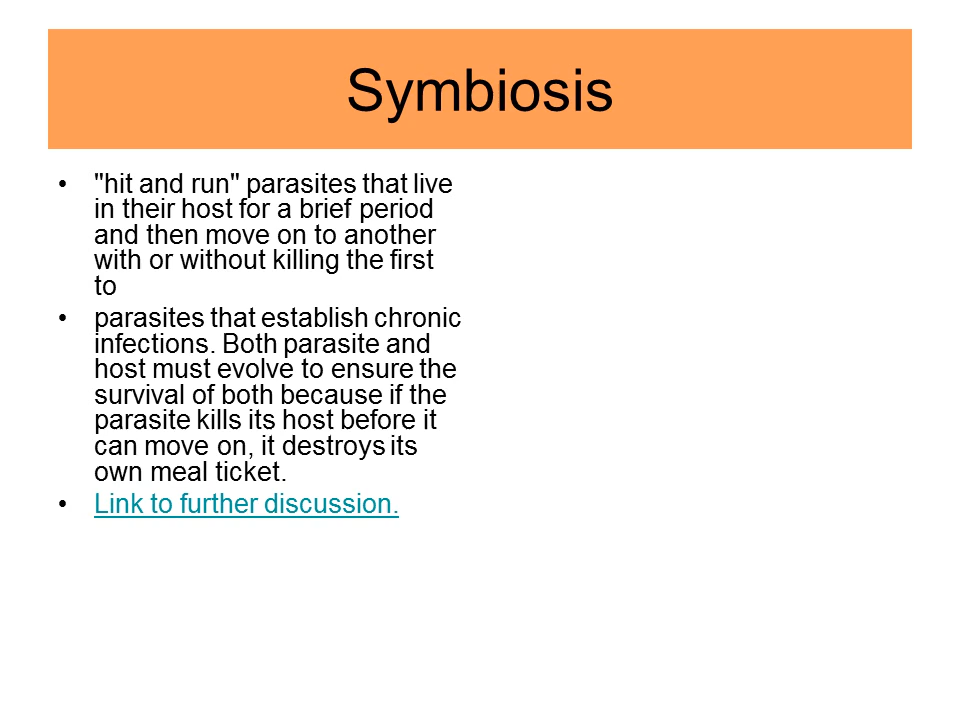 Symbiosis
• "hit and run" parasites that live
in their host for a brief period
and then move on to another
with or without killing the first
to
• parasites that establish chronic
infections. Both parasite and
host must evolve to ensure the
survival of both because if the
parasite kills its host before it
can move on, it destroys its
own meal ticket.
• Link to further discussion.